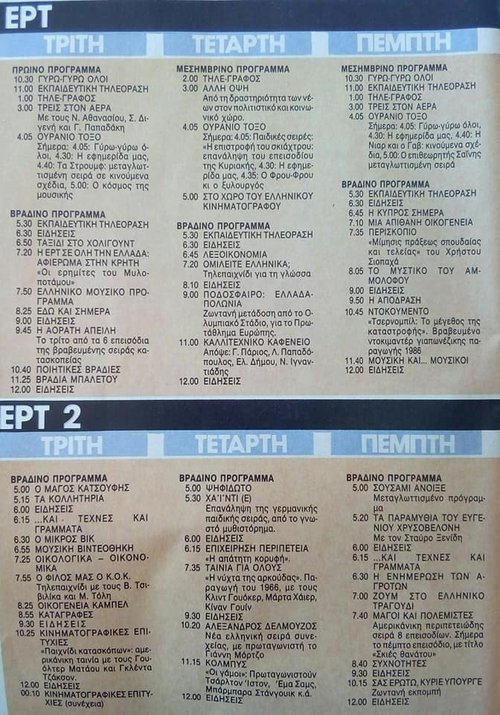 ΕΡΤ
ΤΡΙΤΗ
ΠΡΩΙΝΟ ΠΡΟΓΡΑΜΜΑ
10.30 ΓΥΡΩ-ΓΥΡΩ ΟΛΟΙ
11.00 ΕΚΠΑΙΔΕΥΤΙΚΗ ΤΗΛΕΟΡΑΣΗ
1.00 ΤΗΛΕ-ΓΡΑΦΟΣ
3.00 ΤΡΕΙΣ ΣΤΟΝ ΑΕΡΑ
Με τους Ν. Αθανασίου, Σ. Δι-
γενή και Γ. Παπαδάκη
4.05 ΟΥΡΑΝΙΟ ΤΟΞΟ
Σήμερα: 4.05: Γύρω-γύρω ό-
λοι, 4.30: Η εφημερίδα μας,
4.40: Τα Στρουμφ: μεταγλωτ-
τισμένη σειρά σε κινούμενα
σχέδια, 5.00: Ο κόσμος της
μουσικής
ΒΡΑΔΙΝΟ ΠΡΟΓΡΑΜΜΑ
5.30 ΕΚΠΑΙΔΕΥΤΙΚΗ ΤΗΛΕΟΡΑΣΗ
6.30 ΕΙΔΗΣΕΙΣ
6.50 ΤΑΞΙΔΙ ΣΤΟ ΧΟΛΙΓΟΥΝΤ
7.20 Η ΕΡΤ ΣΕ ΟΛΗ ΤΗΝ ΕΛΛΑΔΑ:
ΑΦΙΕΡΩΜΑ ΣΤΗΝ ΚΡΗΤΗ
«Οι ερημίτες του Μυλο-
ποτάμου»
7.50 ΕΛΛΗΝΙΚΟ ΜΟΥΣΙΚΟ ΠΡΟ-
ΓΡΑΜΜΑ
8.25 ΕΔΩ ΚΑΙ ΣΗΜΕΡΑ
9.00 ΕΙΔΗΣΕΙΣ
9.45 Η ΑΟΡΑΤΗ ΑΠΕΙΛΗ
Το τρίτο από τα 6 επεισόδια
της βραβευμένης σειράς κα-
τασκοπείας
10.40 ΠΟΙΗΤΙΚΕΣ ΒΡΑΔΙΕΣ
11.25 ΒΡΑΔΙΑ ΜΠΑΛΕΤΟΥ
12.00 ΕΙΔΗΣΕΙΣ
ΤΕΤΑΡΤΗ
ΜΕΣΗΜΒΡΙΝΟ ΠΡΟΓΡΑΜΜΑ
2.00 ΤΗΛΕ-ΓΡΑΦΟΣ
3.00 ΑΛΛΗ ΟΨΗ
Από τη δραστηριότητα των νέ-
ων στον πολιτιστικό και κοινω-
νικό χώρο.
4.05 ΟΥΡΑΝΙΟ ΤΟΞΟ
Σήμερα: 4.05: Παιδικές σειρές:
«Η επιστροφή του σκιάχτρου:
επανάληψη του επεισοδίου
της Κυριακής, 4.30: Η εφημε-
ρίδα μας, 4.35: Ο Φρου-Φρου
κι ο ξυλουργός
5.00 ΣΤΟ ΧΩΡΟ ΤΟΥ ΕΛΛΗΝΙΚΟΥ
ΚΙΝΗΜΑΤΟΓΡΑΦΟΥ
ΒΡΑΔΙΝΟ ΠΡΟΓΡΑΜΜΑ
5.30 ΕΚΠΑΙΔΕΥΤΙΚΗ ΤΗΛΕΟΡΑΣΗ
6.30 ΕΙΔΗΣΕΙΣ
6.45 ΛΕΞΟΙΚΟΝΟΜΙΑ
7.20 ΟΜΙΛΕΙΤΕ ΕΛΛΗΝΙΚΑ;
Τηλεπαιχνίδι για τη γλώσσα
8.10 ΕΙΔΗΣΕΙΣ
9.00 ΠΟΔΟΣΦΑΙΡΟ: ΕΛΛΑΔΑ-
ΠΟΛΩΝΙΑ
Ζωντανή μετάδοση από το Ο-
λυμπιακό Στάδιο, για το Πρω-
τάθλημα Ευρώπης.
11.00 ΚΑΛΛΙΤΕΧΝΙΚΟ ΚΑΦΕΝΕΙΟ
Απόψε: Γ. Πάριος, Λ. Παπαδό-
πουλος, Ελ. Δήμου, Ν. Ιγναν-
τιάδης
12.00 ΕΙΔΗΣΕΙΣ
ΠΕΜΠΤΗ
ΜΕΣΗΜΒΡΙΝΟ ΠΡΟΓΡΑΜΜΑ
10.30 ΓΥΡΩ-ΓΥΡΩ ΟΛΟΙ
11.00 ΕΚΠΑΙΔΕΥΤΙΚΗ ΤΗΛΕΟΡΑΣΗ
1.00 ΤΗΛΕ-ΓΡΑΦΟΣ
3.00 ΤΡΕΙΣ ΣΤΟΝ ΑΕΡΑ
4.05 ΟΥΡΑΝΙΟ ΤΟΞΟ
Σήμερα: 4.05: Γύρω-γύρω όλοι,
4.30: Η εφημερίδα μας, 4.40: Η
Νιαρ και ο Γαβ: κινούμενα σχέ-
δια, 5.00: Ο επιθεωρητής Σαΐνης
μεταγλωττισμένη σειρά
ΒΡΑΔΙΝΟ ΠΡΟΓΡΑΜΜΑ
5.30 ΕΚΠΑΙΔΕΥΤΙΚΗ ΤΗΛΕΟΡΑΣΗ
6.30 ΕΙΔΗΣΕΙΣ
6.45 Η ΚΥΠΡΟΣ ΣΗΜΕΡΑ
7.10 ΜΙΑ ΑΠΙΘΑΝΗ ΟΙΚΟΓΕΝΕΙΑ
7.35 ΠΕΡΙΣΚΟΠΙΟ
«Μίμησις πράξεως σπουδαίας
και τελείας» του Χρήστου
Σιοπαχά
8.05 ΤΟ ΜΥΣΤΙΚΟ ΤΟΥ ΑΜ-
ΜΟΛΟΦΟΥ
9.00 ΕΙΔΗΣΕΙΣ
9.50 Η ΑΠΟΔΡΑΣΗ
10.45 ΝΤΟΚΟΥΜΕΝΤΟ
«Τσερνομπίλ: Το μέγεθος της
καταστροφής». Βραβευμένο
ντοκιμαντέρ γιαπωνέζικης πα-
ραγωγής 1986
11.40 ΜΟΥΣΙΚΗ ΚΑΙ... ΜΟΥΣΙΚΟΙ
12.00 ΕΙΔΗΣΕΙΣ
ΕΡΤ 2
ΤΡΙΤΗ
ΒΡΑΔΙΝΟ ΠΡΟΓΡΑΜΜΑ
5.00 Ο ΜΑΓΟΣ ΚΑΤΣΟΥΦΗΣ
5.15 ΤΑ ΚΟΛΛΗΤΗΡΙΑ
6.00 ΕΙΔΗΣΕΙΣ
6.15 ...ΚΑΙ ΤΕΧΝΕΣ ΚΑΙ
ΓΡΑΜΜΑΤΑ
6.30 Ο ΜΙΚΡΟΣ ΒΙΚ
6.55 ΜΟΥΣΙΚΗ ΒΙΝΤΕΟΘΗΚΗ
7.25 ΟΙΚΟΛΟΓΙΚΑ – ΟΙΚΟΝΟ-
ΜΙΚΑ
7.55 Ο ΦΙΛΟΣ ΜΑΣ Ο Κ.Ο.Κ.
Τηλεπαιχνίδι με τους Β. Τσι-
βιλίκα και Μ. Τόλη
8.25 ΟΙΚΟΓΕΝΕΙΑ ΚΑΜΠΕΛ
8.55 ΚΑΤΑΓΡΑΦΕΣ
9.30 ΕΙΔΗΣΕΙΣ
10.25 ΚΙΝΗΜΑΤΟΓΡΑΦΙΚΕΣ ΕΠΙ-
ΤΥΧΙΕΣ
«Παιχνίδι κατασκόπων»: αμε-
ρικάνικη ταινία με τους Γου-
όλτερ Ματάου και Γκλέντα
Τζάκσον.
12.00 ΕΙΔΗΣΕΙΣ
00.10 ΚΙΝΗΜΑΤΟΓΡΑΦΙΚΕΣ ΕΠΙΤΥ-
ΧΙΕΣ (συνέχεια)
ΤΕΤΑΡΤΗ
ΒΡΑΔΙΝΟ ΠΡΟΓΡΑΜΜΑ
5.00 ΨΗΦΙΔΩΤΟ
5.30 ΧΑ'Ι'ΝΤΙ (Ε)
Επανάληψη της γερμανικής
παιδικής σειράς, από το γνω-
στό μυθιστόρημα.
6.00 ΕΙΔΗΣΕΙΣ
6.15 ΕΠΙΧΕΙΡΗΣΗ ΠΕΡΙΠΕΤΕΙΑ
«Η απάτητη κορυφή».
7.35 ΤΑΙΝΙΑ ΓΙΑ ΟΛΟΥΣ
«Η νύχτα της αρκούδας». Πα-
ραγωγή του 1966, με τους
Κλιντ Γουόκερ, Μάρτα Χάιερ,
Κίναν Γουίν
9.30 ΕΙΔΗΣΕΙΣ
10.20 ΑΛΕΞΑΝΔΡΟΣ ΔΕΛΜΟΥΖΟΣ
Νέα ελληνική σειρά συνε-
χείας, με πρωταγωνιστή το
Γιάννη Μόρτζο
11.15 ΚΟΛΜΠΥΣ
«Οι γάμοι»: Πρωταγωνιστούν
Τσάρλτον Ίστον, Έμα Σαμς,
Μπάρμπαρα Στάνγουικ κ.ά.
12.00 ΕΙΔΗΣΕΙΣ
ΠΕΜΠΤΗ
ΒΡΑΔΙΝΟ ΠΡΟΓΡΑΜΜΑ
5.00 ΣΟΥΣΑΜΙ ΑΝΟΙΞΕ
Μεταγλωττισμένο πρόγραμ-
μα
5.20 ΤΑ ΠΑΡΑΜΥΘΙΑ ΤΟΥ ΕΥΓΕ-
ΝΙΟΥ ΧΡΥΣΟΒΕΛΟΝΗ
Με τον Σταύρο Ξενίδη
6.00 ΕΙΔΗΣΕΙΣ
6.15 ...ΚΑΙ ΤΕΧΝΕΣ ΚΑΙ
ΓΡΑΜΜΑΤΑ
6.30 Η ΕΝΗΜΕΡΩΣΗ ΤΩΝ Α-
ΓΡΟΤΩΝ
7.00 ΖΟΥΜ ΣΤΟ ΕΛΛΗΝΙΚΟ
ΤΡΑΓΟΥΔΙ
7.40 ΜΑΓΟΙ ΚΑΙ ΠΟΛΕΜΙΣΤΕΣ
Αμερικάνικη περιπετειώδης
σειρά 8 επεισοδίων. Σήμερα
το πέμπτο επεισόδιο, με τίτλο
«Σκιές θανάτου»
8.40 ΣΥΧΝΟΤΗΤΕΣ
9.30 ΕΙΔΗΣΕΙΣ
10.15 ΣΑΣ ΕΡΩΤΩ, ΚΥΡΙΕ ΥΠΟΥΡΓΕ
Ζωντανή εκπομπή
12.00 ΕΙΔΗΣΕΙΣ